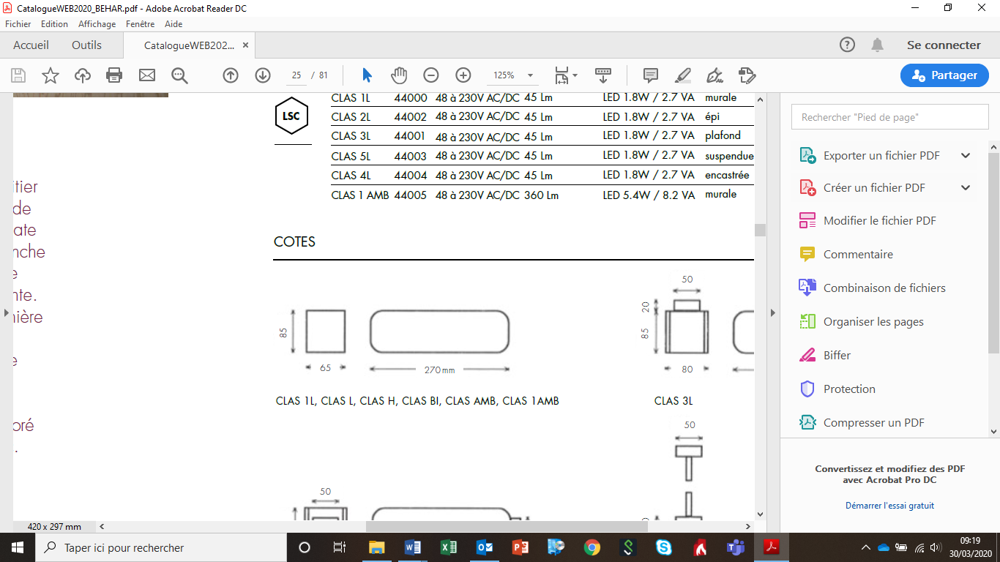 CatalogueWEB2020_BEHAR.pdf - Adobe Acrobat Reader DC
Fichier Edition Affichage Fenêtre Aide
Accueil Outils CatalogueWEB202... × Se connecter
25 / 81 125% Partager
LSC
CLAS 1L 44000 48 à 230V AC/DC 45 Lm LED 1.8W / 2.7 VA murale
CLAS 2L 44002 48 à 230V AC/DC 45 Lm LED 1.8W / 2.7 VA épi
CLAS 3L 44001 48 à 230V AC/DC 45 Lm LED 1.8W / 2.7 VA plafond
CLAS 5L 44003 48 à 230V AC/DC 45 Lm LED 1.8W / 2.7 VA suspendue
CLAS 4L 44004 48 à 230V AC/DC 45 Lm LED 1.8W / 2.7 VA encastrée
CLAS 1 AMB 44005 48 à 230V AC/DC 360 Lm LED 5.4W / 8.2 VA murale
itier
de
ate
nche
e
nte.
nière
e
oré
.
COTES
85
65
270 mm
50
20
85
80
CLAS 1L, CLAS L, CLAS H, CLAS BI, CLAS AMB, CLAS 1AMB
CLAS 3L
50
50
420 x 297 mm
Rechercher "Pied de page"
Exporter un fichier PDF
Créer un fichier PDF
Modifier le fichier PDF
Commentaire
Combinaison de fichiers
Organiser les pages
Biffer
Protection
Compresser un PDF
Convertissez et modifiez des PDF
avec Acrobat Pro DC
Démarrer l'essai gratuit
Taper ici pour rechercher
09:19
30/03/2020